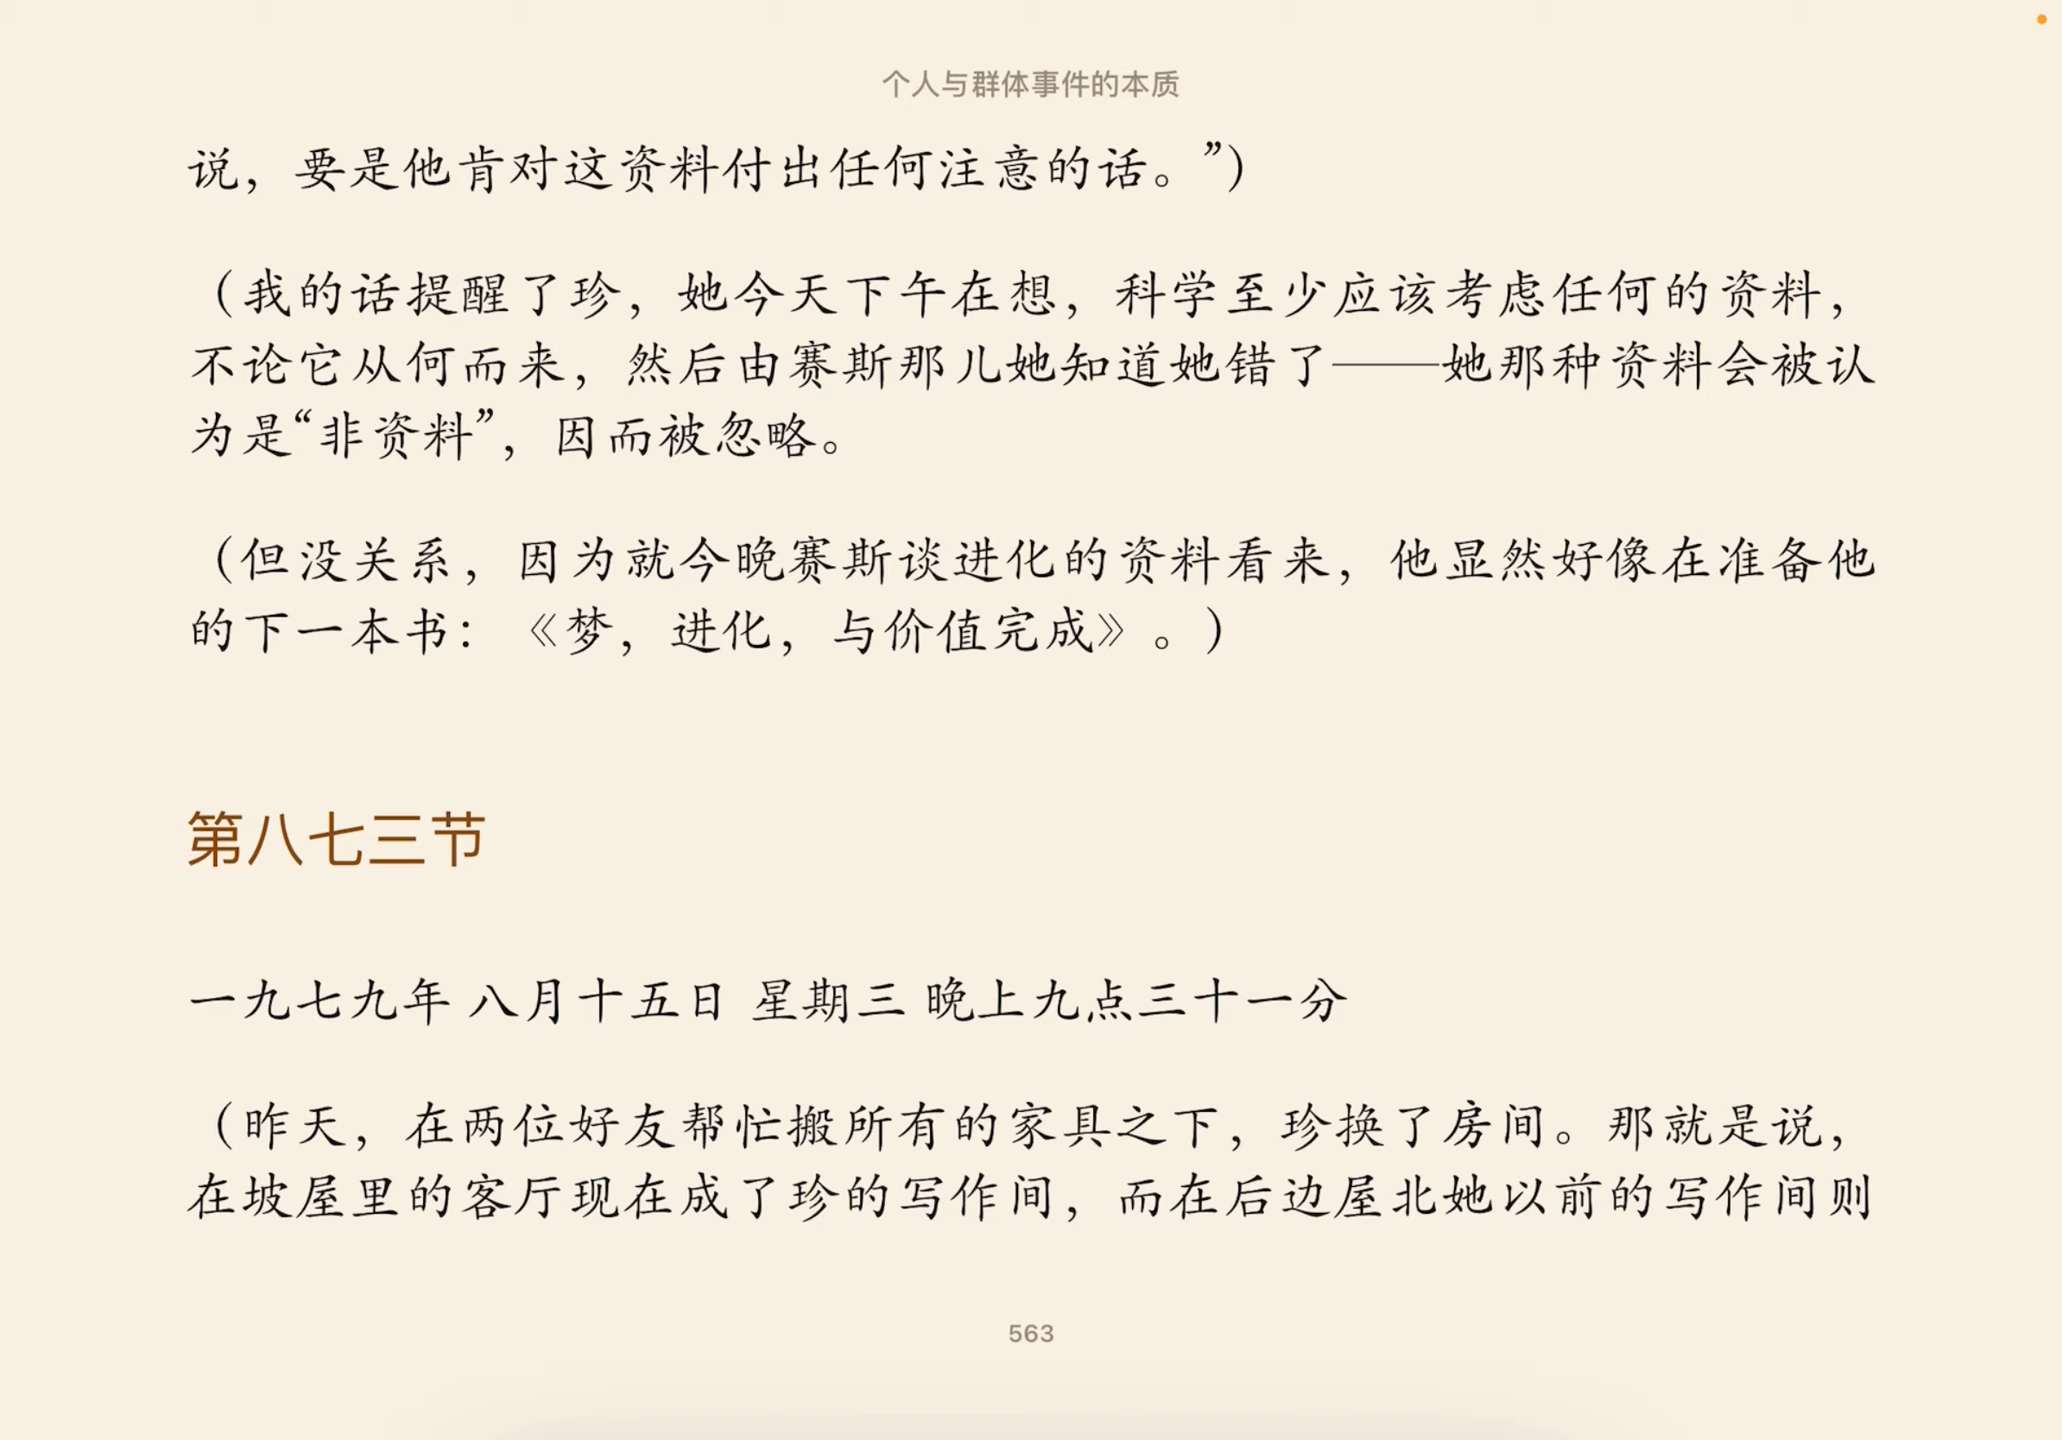 个人与群体事件的本质
说，要是他肯对这资料付出任何注意的话。”）
（我的话提醒了珍，她今天下午在想，科学至少应该考虑任何的资料，
不论它从何而来，然后由赛斯那儿她知道她错了——她那种资料会被认
为是“非资料”，因而被忽略。
（但没关系，因为就今晚赛斯谈进化的资料看来，他显然好像在准备他
的下一本书：《梦，进化，与价值完成》。）
第八七三节
一九七九年 八月十五日 星期三 晚上九点三十一分
（昨天，在两位好友帮忙搬所有的家具之下，珍换了房间。那就是说，
在坡屋里的客厅现在成了珍的写作间，而在后边屋北她以前的写作间则
563